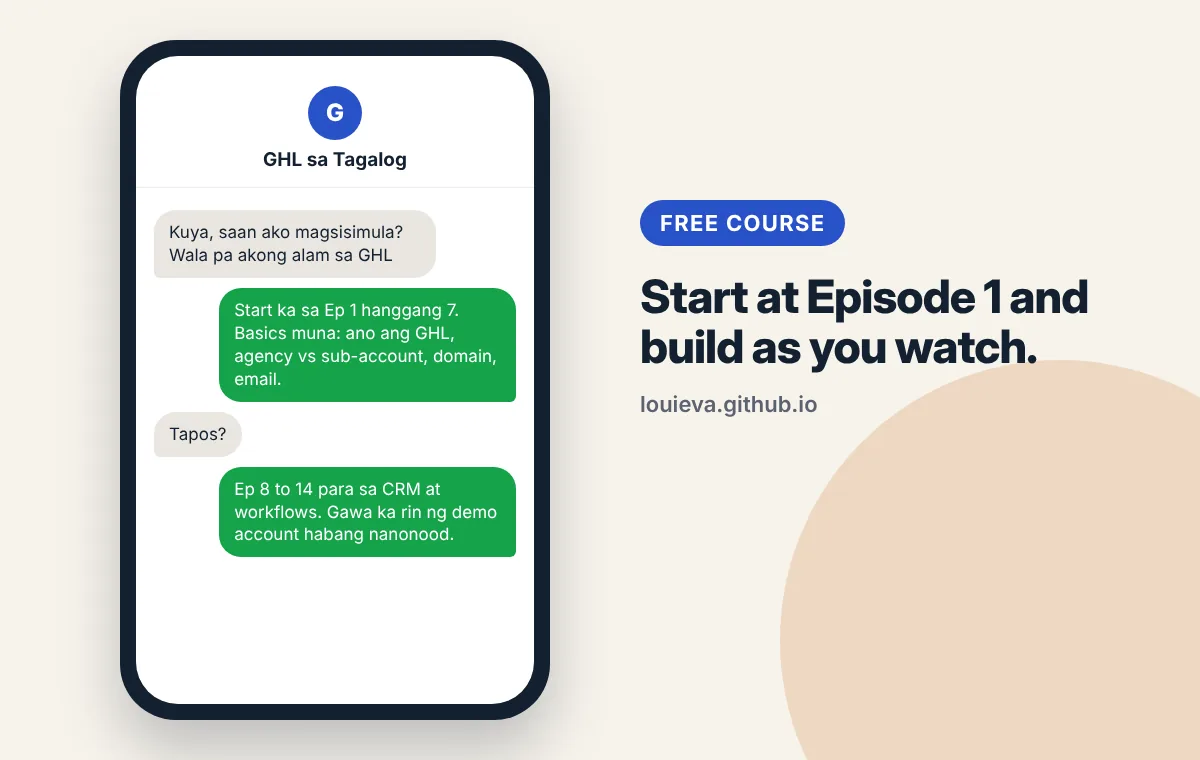 G
GHL sa Tagalog
Kuya, saan ako magsisimula?
Wala pa akong alam sa GHL
Start ka sa Ep 1 hanggang 7.
Basics muna: ano ang GHL,
agency vs sub-account, domain,
email.
Tapos?
Ep 8 to 14 para sa CRM at
workflows. Gawa ka rin ng demo
account habang nanonood.
FREE COURSE
Start at Episode 1 and
build as you watch.
louieva.github.io